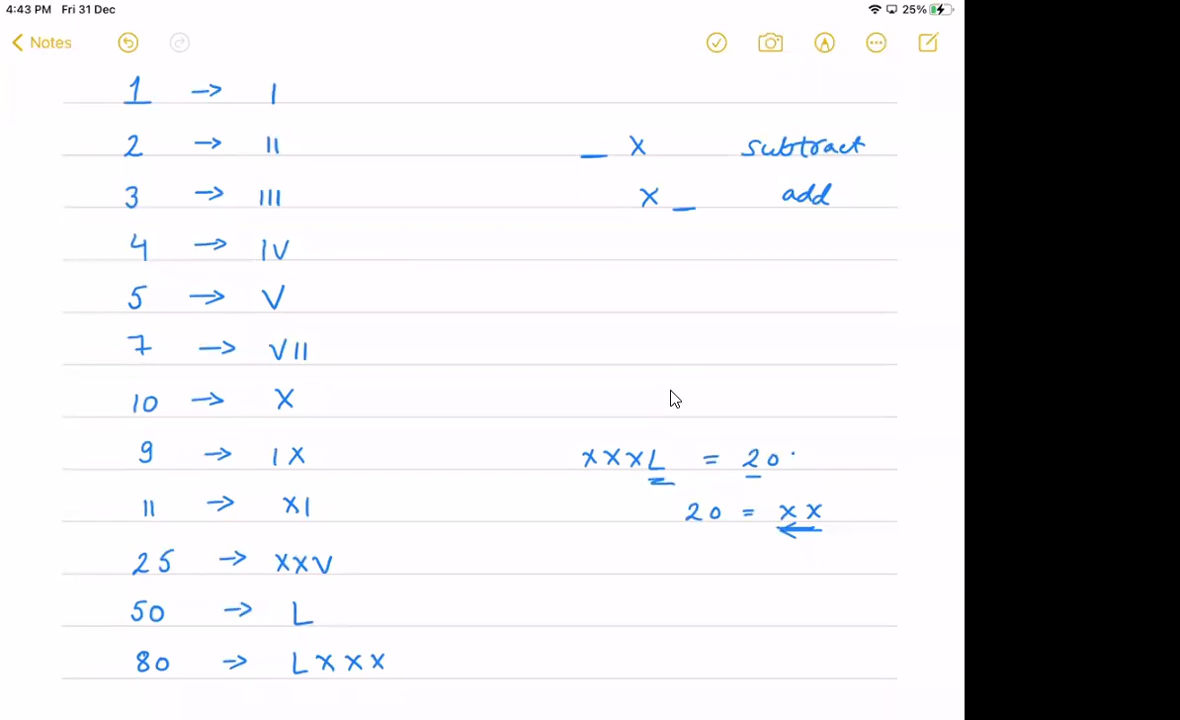 4:43 PM Fri 31 Dec 25%
Notes
1 → I
2 → II
_ X subtract
3 → III
X _ add
4 → IV
5 → V
7 → VII
10 → X
9 → IX
XXXL = 20
11 → XI
20 = XX
25 → XXV
50 → L
80 → LXXX